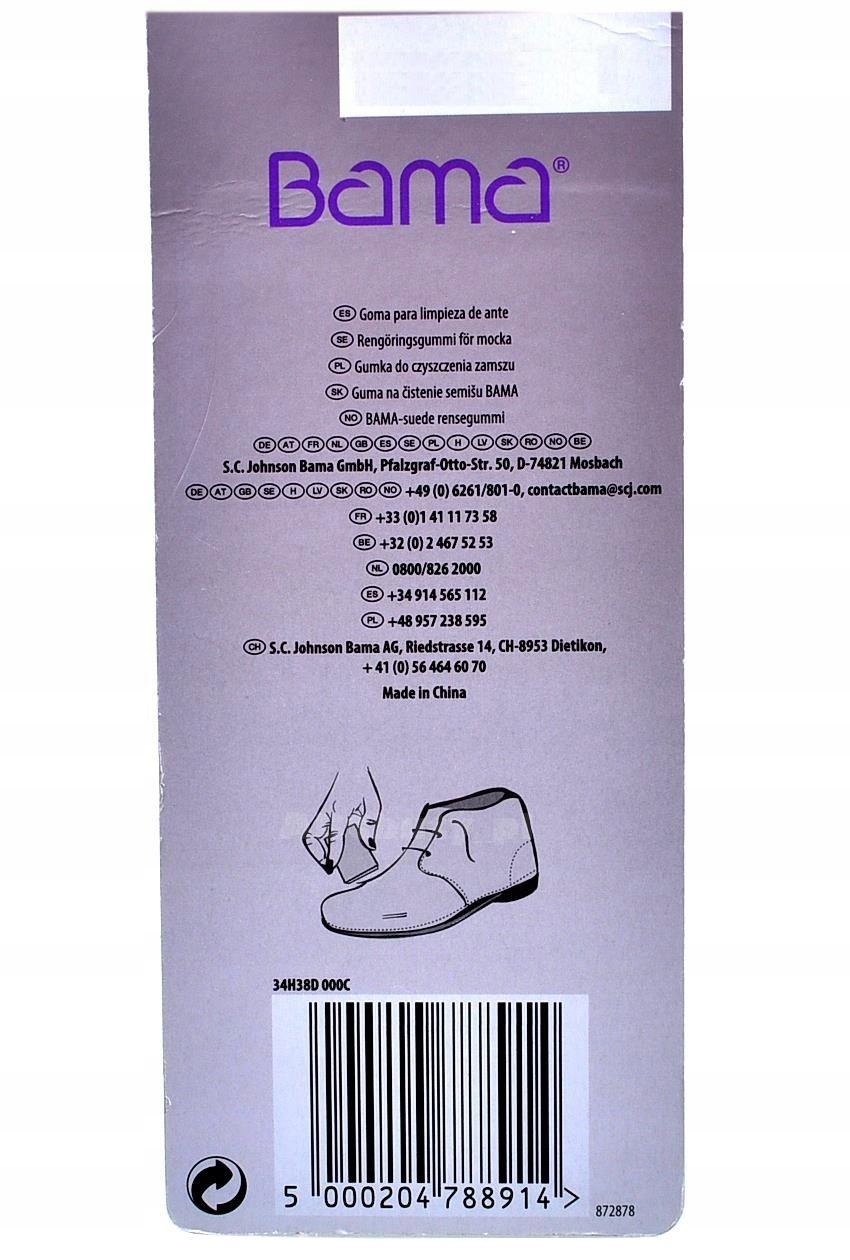 Bama®
ES Goma para limpieza de ante
SE Rengöringsgummi för mocka
PL Gumka do czyszczenia zamszu
SK Guma na čistenie semišu BAMA
NO BAMA-suede rensegummi
DE AT FR NL GB ES SE PL H LV SK RO NO BE
S.C. Johnson Bama GmbH, Pfalzgraf-Otto-Str. 50, D-74821 Mosbach
DE AT GB SE H LV SK RO NO +49 (0) 6261/801-0, contactbama@scj.com
FR +33 (0)1 41 11 73 58
BE +32 (0) 2 467 52 53
NL 0800/826 2000
ES +34 914 565 112
PL +48 957 238 595
CH S.C. Johnson Bama AG, Riedstrasse 14, CH-8953 Dietikon,
+ 41 (0) 56 464 60 70
Made in China
34H38D 000C
5 000204 788914 >
872878